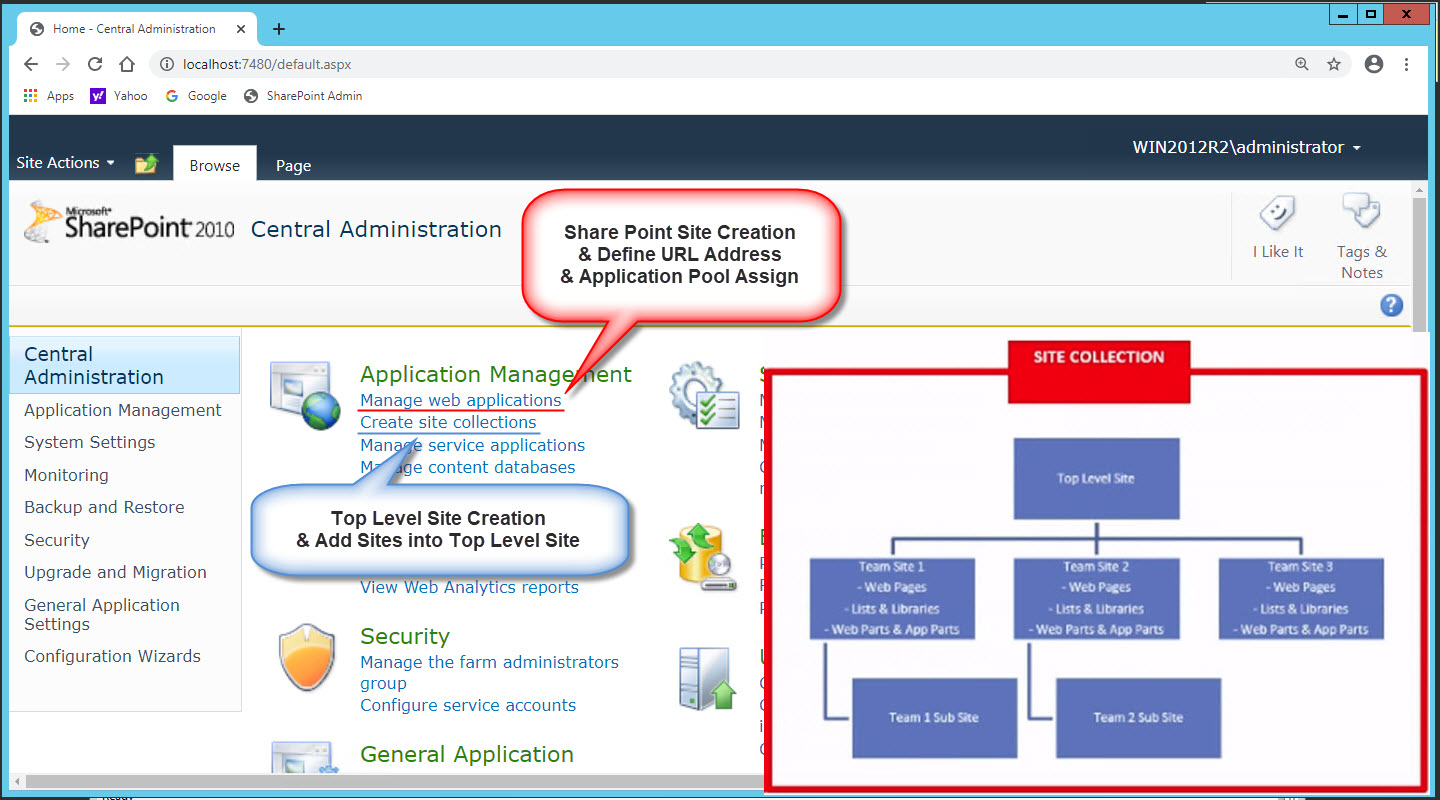 Home - Central Administration
localhost:7480/default.aspx
Apps
Yahoo
Google
SharePoint Admin
Site Actions
Browse
Page
WIN2012R2\administrator
Microsoft
SharePoint 2010
Central Administration
I Like It
Tags &
Notes
Share Point Site Creation
& Define URL Address
& Application Pool Assign
Central
Administration
Application Management
System Settings
Monitoring
Backup and Restore
Security
Upgrade and Migration
General Application
Settings
Configuration Wizards
Application Management
Manage web applications
Create site collections
Manage service applications
Manage content databases
Top Level Site Creation
& Add Sites into Top Level Site
View Web Analytics reports
Security
Manage the farm administrators
group
Configure service accounts
General Application
SITE COLLECTION
Top Level Site
Team Site 1
- Web Pages
- Lists & Libraries
- Web Parts & App Parts
Team Site 2
- Web Pages
- Lists & Libraries
- Web Parts & App Parts
Team Site 3
- Web Pages
- Lists & Libraries
- Web Parts & App Parts
Team 1 Sub Site
Team 2 Sub Site